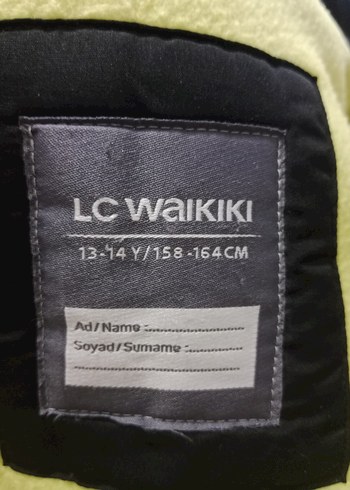 LC WAIKIKI
13-14 Y/158-164CM
Ad/Name :........................
Soyad/Surname :..............
..........................................